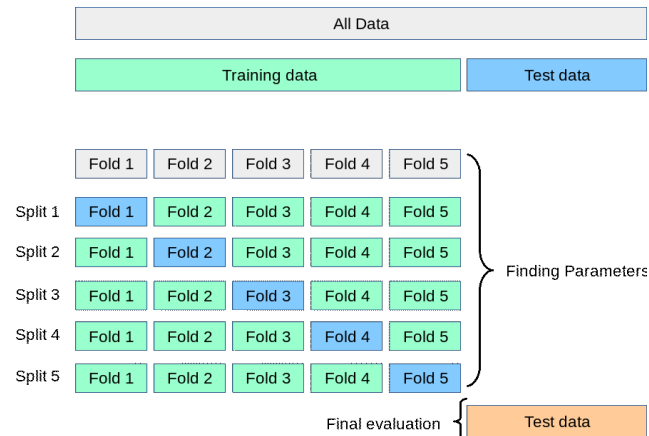 All Data
Training data Test data
Fold 1 Fold 2 Fold 3 Fold 4 Fold 5
Split 1 Fold 1 Fold 2 Fold 3 Fold 4 Fold 5
Split 2 Fold 1 Fold 2 Fold 3 Fold 4 Fold 5
Finding Parameters
Split 3 Fold 1 Fold 2 Fold 3 Fold 4 Fold 5
Split 4 Fold 1 Fold 2 Fold 3 Fold 4 Fold 5
Split 5 Fold 1 Fold 2 Fold 3 Fold 4 Fold 5
Final evaluation Test data